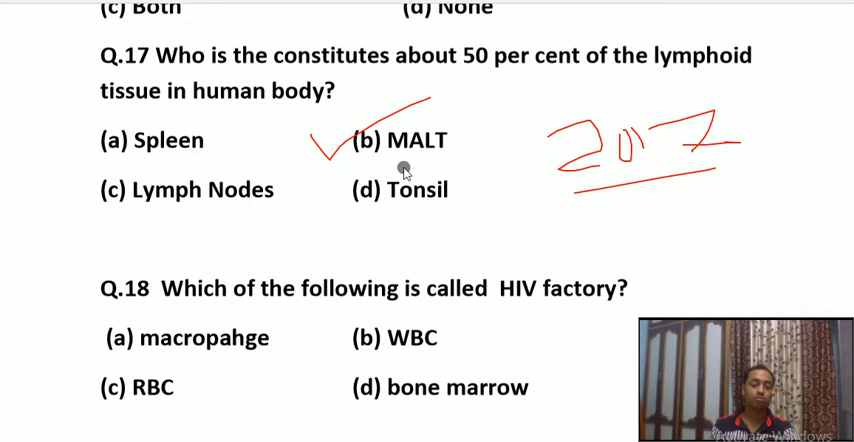 (c) Both (d) None
Q.17 Who is the constitutes about 50 per cent of the lymphoid
tissue in human body?
(a) Spleen (b) MALT
(c) Lymph Nodes (d) Tonsil
2017
Q.18 Which of the following is called HIV factory?
(a) macropahge (b) WBC
(c) RBC (d) bone marrow